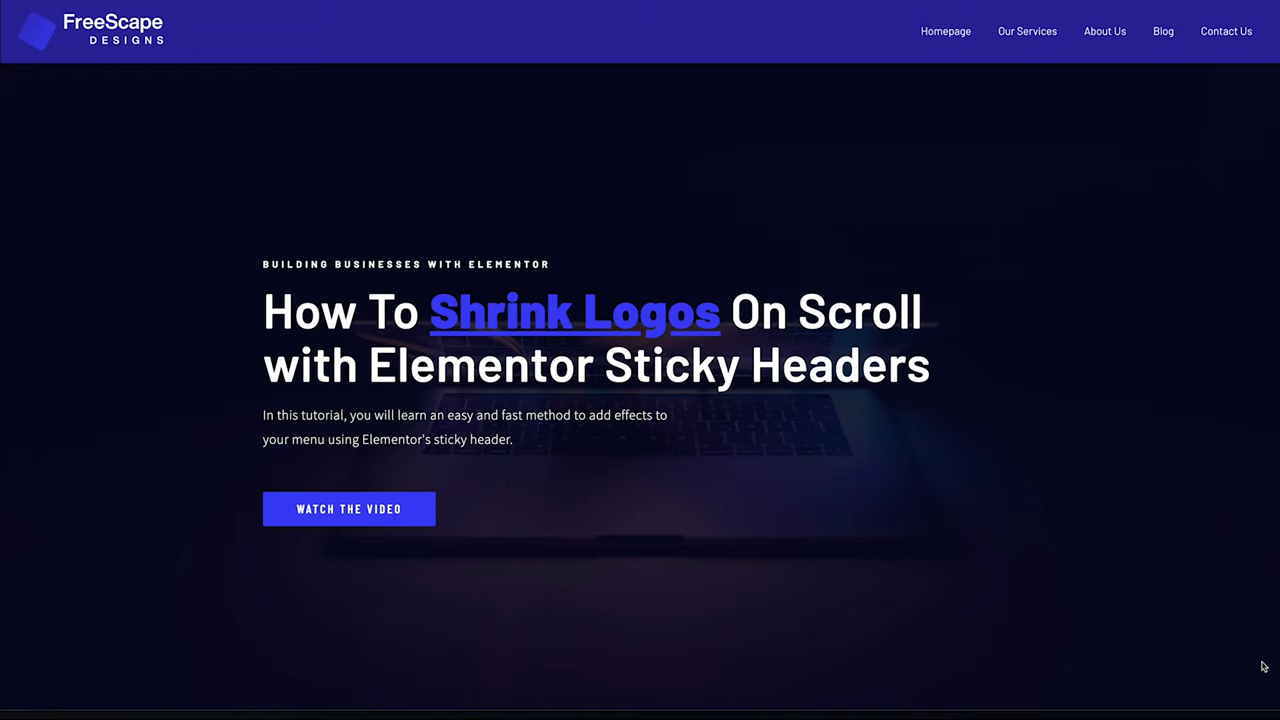 FreeScape
DESIGNS
Homepage
Our Services
About Us
Blog
Contact Us
BUILDING BUSINESSES WITH ELEMENTOR
How To Shrink Logos On Scroll
with Elementor Sticky Headers
In this tutorial, you will learn an easy and fast method to add effects to
your menu using Elementor's sticky header.
WATCH THE VIDEO